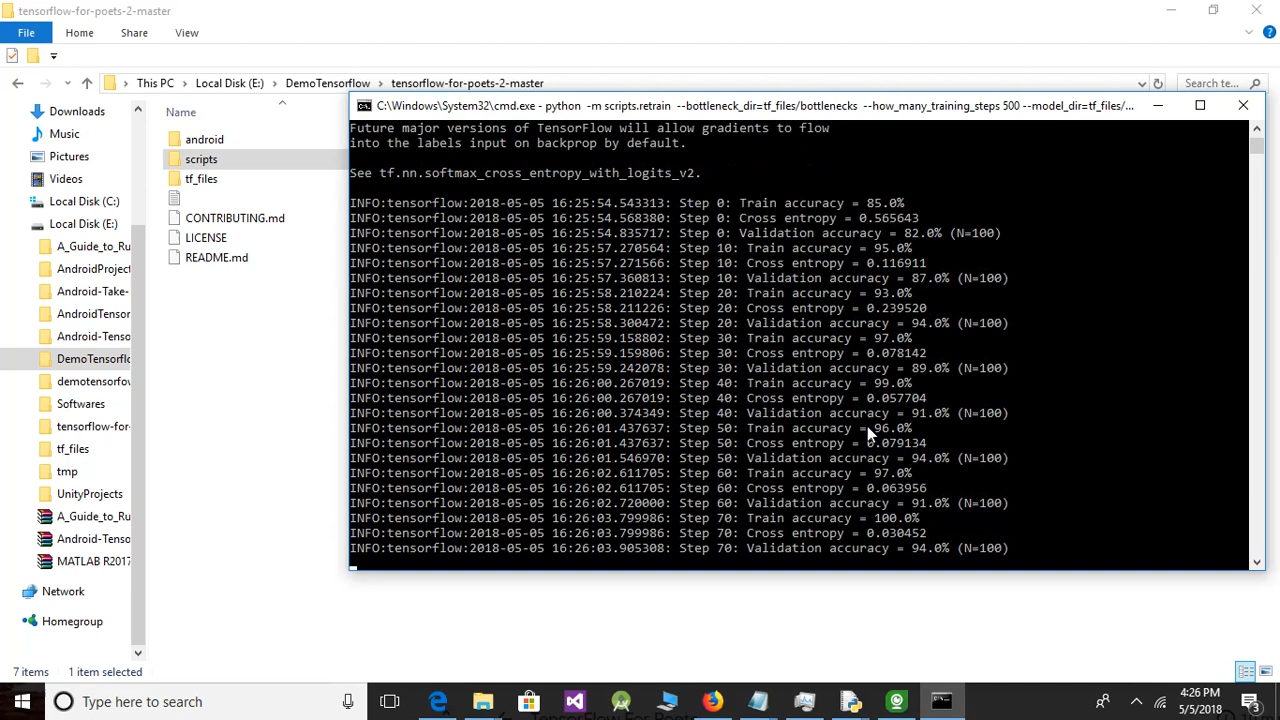 tensorflow-for-poets-2-master
File
Home
Share
View
This PC
Local Disk (E:)
DemoTensorflow
tensorflow-for-poets-2-master
Search te...
Downloads
Music
Pictures
Videos
Local Disk (C:)
Local Disk (E:)
A_Guide_to_Ru
AndroidProject
Android-Take-
AndroidTensor
Android-Tenso
DemoTensorflo
demotensorfow
Softwares
tensorflow-for-
tf_files
tmp
UnityProjects
A_Guide_to_Ru
Android-Tenso
MATLAB R2017
Network
Homegroup
Name
android
scripts
tf_files
CONTRIBUTING.md
LICENSE
README.md
C:\Windows\System32\cmd.exe - python -m scripts.retrain --bottleneck_dir=tf_files/bottlenecks --how_many_training_steps 500 --model_dir=tf_files/...
Future major versions of TensorFlow will allow gradients to flow
into the labels input on backprop by default.
See tf.nn.softmax_cross_entropy_with_logits_v2.
INFO:tensorflow:2018-05-05 16:25:54.543313: Step 0: Train accuracy = 85.0%
INFO:tensorflow:2018-05-05 16:25:54.568380: Step 0: Cross entropy = 0.565643
INFO:tensorflow:2018-05-05 16:25:54.835717: Step 0: Validation accuracy = 82.0% (N=100)
INFO:tensorflow:2018-05-05 16:25:57.270564: Step 10: Train accuracy = 95.0%
INFO:tensorflow:2018-05-05 16:25:57.271566: Step 10: Cross entropy = 0.116911
INFO:tensorflow:2018-05-05 16:25:57.360813: Step 10: Validation accuracy = 87.0% (N=100)
INFO:tensorflow:2018-05-05 16:25:58.210224: Step 20: Train accuracy = 93.0%
INFO:tensorflow:2018-05-05 16:25:58.211226: Step 20: Cross entropy = 0.239520
INFO:tensorflow:2018-05-05 16:25:58.300472: Step 20: Validation accuracy = 94.0% (N=100)
INFO:tensorflow:2018-05-05 16:25:59.158802: Step 30: Train accuracy = 97.0%
INFO:tensorflow:2018-05-05 16:25:59.159806: Step 30: Cross entropy = 0.078142
INFO:tensorflow:2018-05-05 16:25:59.242078: Step 30: Validation accuracy = 89.0% (N=100)
INFO:tensorflow:2018-05-05 16:26:00.267019: Step 40: Train accuracy = 99.0%
INFO:tensorflow:2018-05-05 16:26:00.267019: Step 40: Cross entropy = 0.057704
INFO:tensorflow:2018-05-05 16:26:00.374349: Step 40: Validation accuracy = 91.0% (N=100)
INFO:tensorflow:2018-05-05 16:26:01.437637: Step 50: Train accuracy = 96.0%
INFO:tensorflow:2018-05-05 16:26:01.437637: Step 50: Cross entropy = 0.079134
INFO:tensorflow:2018-05-05 16:26:01.546970: Step 50: Validation accuracy = 94.0% (N=100)
INFO:tensorflow:2018-05-05 16:26:02.611705: Step 60: Train accuracy = 97.0%
INFO:tensorflow:2018-05-05 16:26:02.611705: Step 60: Cross entropy = 0.063956
INFO:tensorflow:2018-05-05 16:26:02.720000: Step 60: Validation accuracy = 91.0% (N=100)
INFO:tensorflow:2018-05-05 16:26:03.799986: Step 70: Train accuracy = 100.0%
INFO:tensorflow:2018-05-05 16:26:03.799986: Step 70: Cross entropy = 0.030452
INFO:tensorflow:2018-05-05 16:26:03.905308: Step 70: Validation accuracy = 94.0% (N=100)
7 items
1 item selected
Type here to search
TensorFlow For Poets
4:26 PM
5/5/2018
3